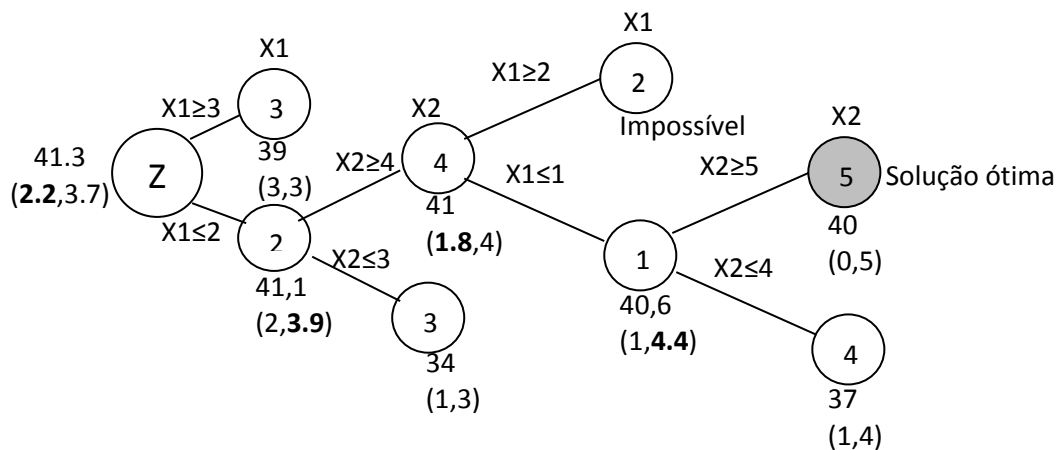 X1
X1≥3
3
39
(3,3)
41.3
(2.2,3.7)
Z
X1≤2
2
41,1
(2,3.9)
X2
X2≥4
4
41
(1.8,4)
X2≤3
3
34
(1,3)
X1
X1≥2
2
Impossível
X1≤1
1
40,6
(1,4.4)
X2
X2≥5
5
Solução ótima
40
(0,5)
X2≤4
4
37
(1,4)